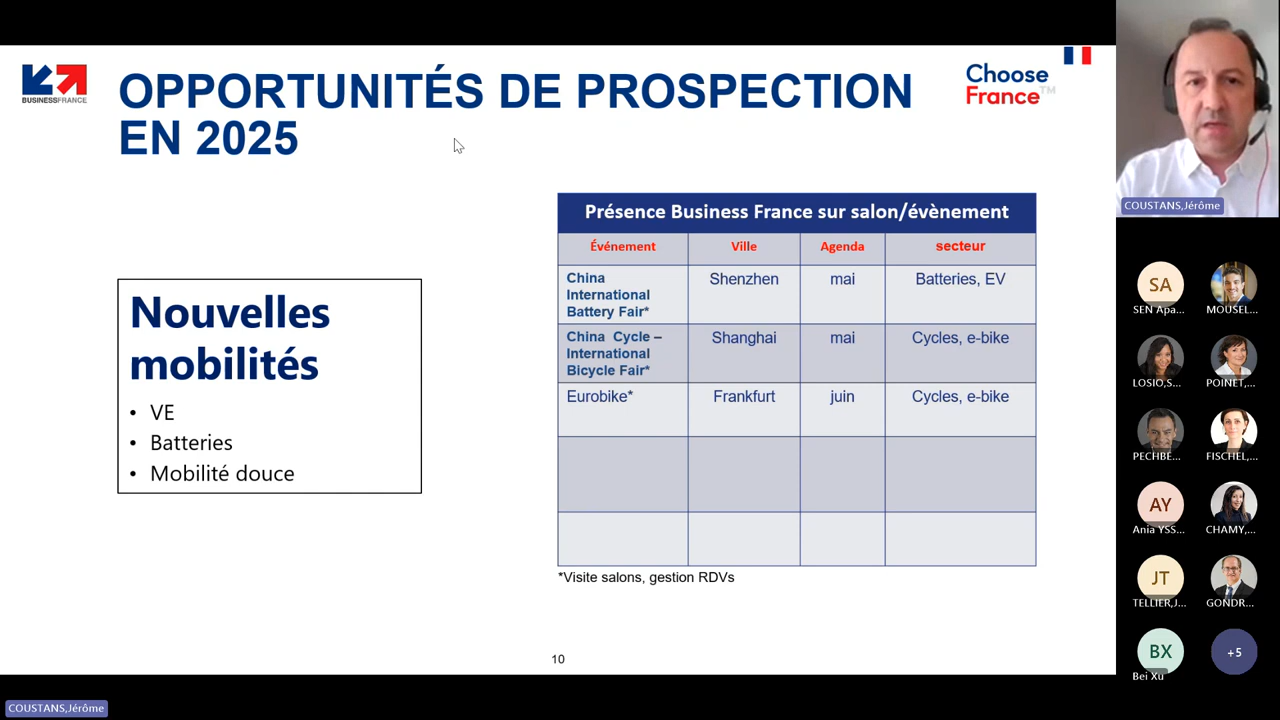 BUSINESSFRANCE
OPPORTUNITÉS DE PROSPECTION
EN 2025
Choose
France™
Nouvelles
mobilités
• VE
• Batteries
• Mobilité douce
Présence Business France sur salon/évènement
Événement Ville Agenda secteur
China
International
Battery Fair*
Shenzhen mai Batteries, EV
China Cycle –
International
Bicycle Fair*
Shanghai mai Cycles, e-bike
Eurobike* Frankfurt juin Cycles, e-bike
*Visite salons, gestion RDVs
10
COUSTANS,Jérôme
SA
SEN Apa...
MOUSEL...
LOSIO,S...
POINET,...
PECHBE...
FISCHEL,...
AY
Ania YSS...
CHAMY,...
JT
TELLIER,J...
GONDR...
BX
Bei Xu
+5
COUSTANS,Jérôme